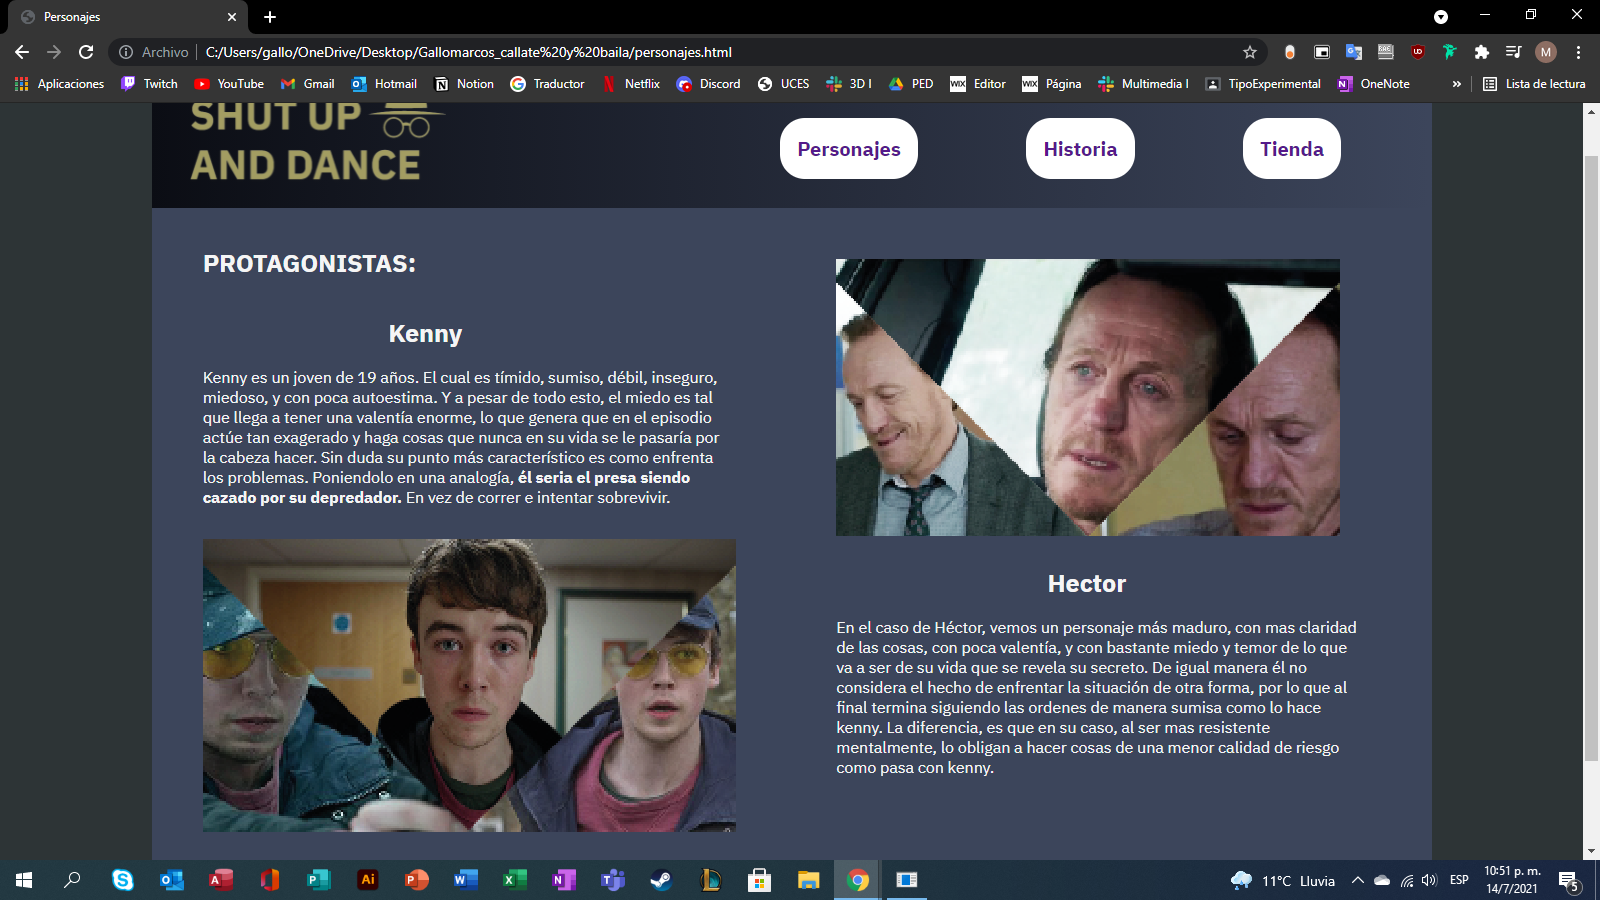 Personajes
Archivo
C:/Users/gallo/OneDrive/Desktop/Gallomarcos_callate%20y%20baila/personajes.html
M
Aplicaciones
Twitch
YouTube
Gmail
Hotmail
Notion
Traductor
Netflix
Discord
UCES
3D I
PED
WIX
Editor
WIX
Página
Multimedia I
TipoExperimental
OneNote
»
Lista de lectura
SHUT UP
AND DANCE
Personajes
Historia
Tienda
PROTAGONISTAS:
Kenny
Kenny es un joven de 19 años. El cual es tímido, sumiso, débil, inseguro,
miedoso, y con poca autoestima. Y a pesar de todo esto, el miedo es tal
que llega a tener una valentía enorme, lo que genera que en el episodio
actúe tan exagerado y haga cosas que nunca en su vida se le pasaría por
la cabeza hacer. Sin duda su punto más característico es como enfrenta
los problemas. Poniendolo en una analogía, él seria el presa siendo
cazado por su depredador. En vez de correr e intentar sobrevivir.
Hector
En el caso de Héctor, vemos un personaje más maduro, con mas claridad
de las cosas, con poca valentía, y con bastante miedo y temor de lo que
va a ser de su vida que se revela su secreto. De igual manera él no
considera el hecho de enfrentar la situación de otra forma, por lo que al
final termina siguiendo las ordenes de manera sumisa como lo hace
kenny. La diferencia, es que en su caso, al ser mas resistente
mentalmente, lo obligan a hacer cosas de una menor calidad de riesgo
como pasa con kenny.
Ai
11°C Lluvia
ESP
10:51 p. m.
14/7/2021
5